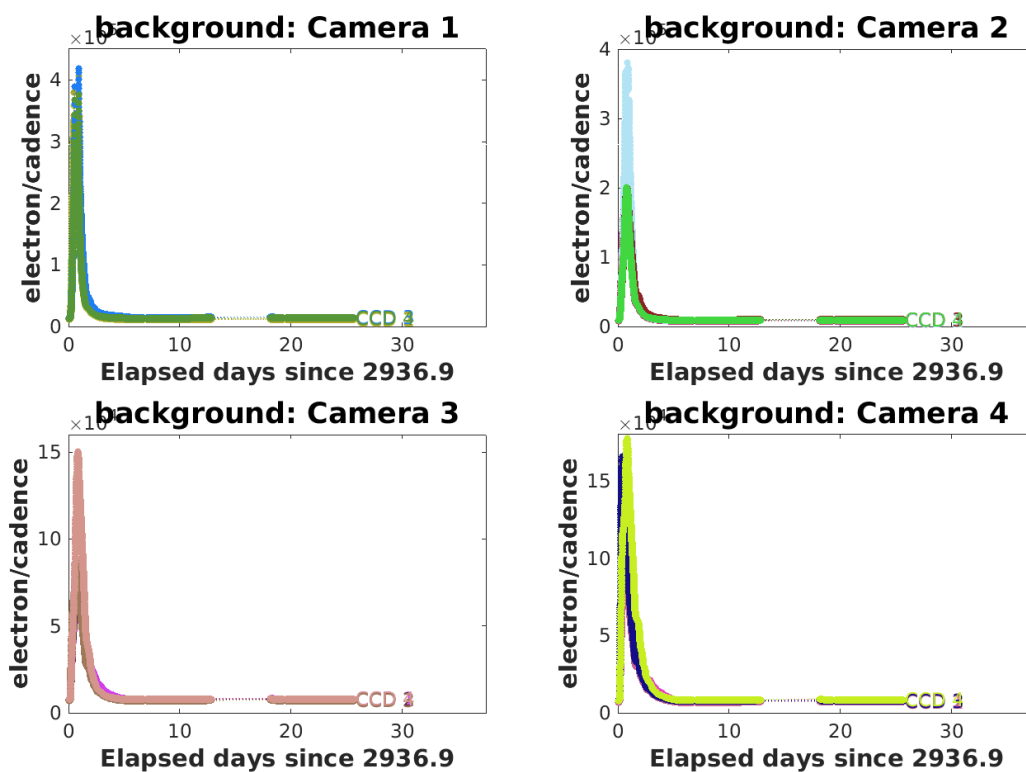 background: Camera 1
electron/cadence
4
3
2
1
0
0 10 20 30
Elapsed days since 2936.9
background: Camera 2
electron/cadence
4
3
2
1
0
CCD
0 10 20 30
Elapsed days since 2936.9
background: Camera 3
×10
electron/cadence
15
10
5
0
CCD
0 10 20 30
Elapsed days since 2936.9
background: Camera 4
×10
electron/cadence
15
10
5
0
CCD
0 10 20 30
Elapsed days since 2936.9